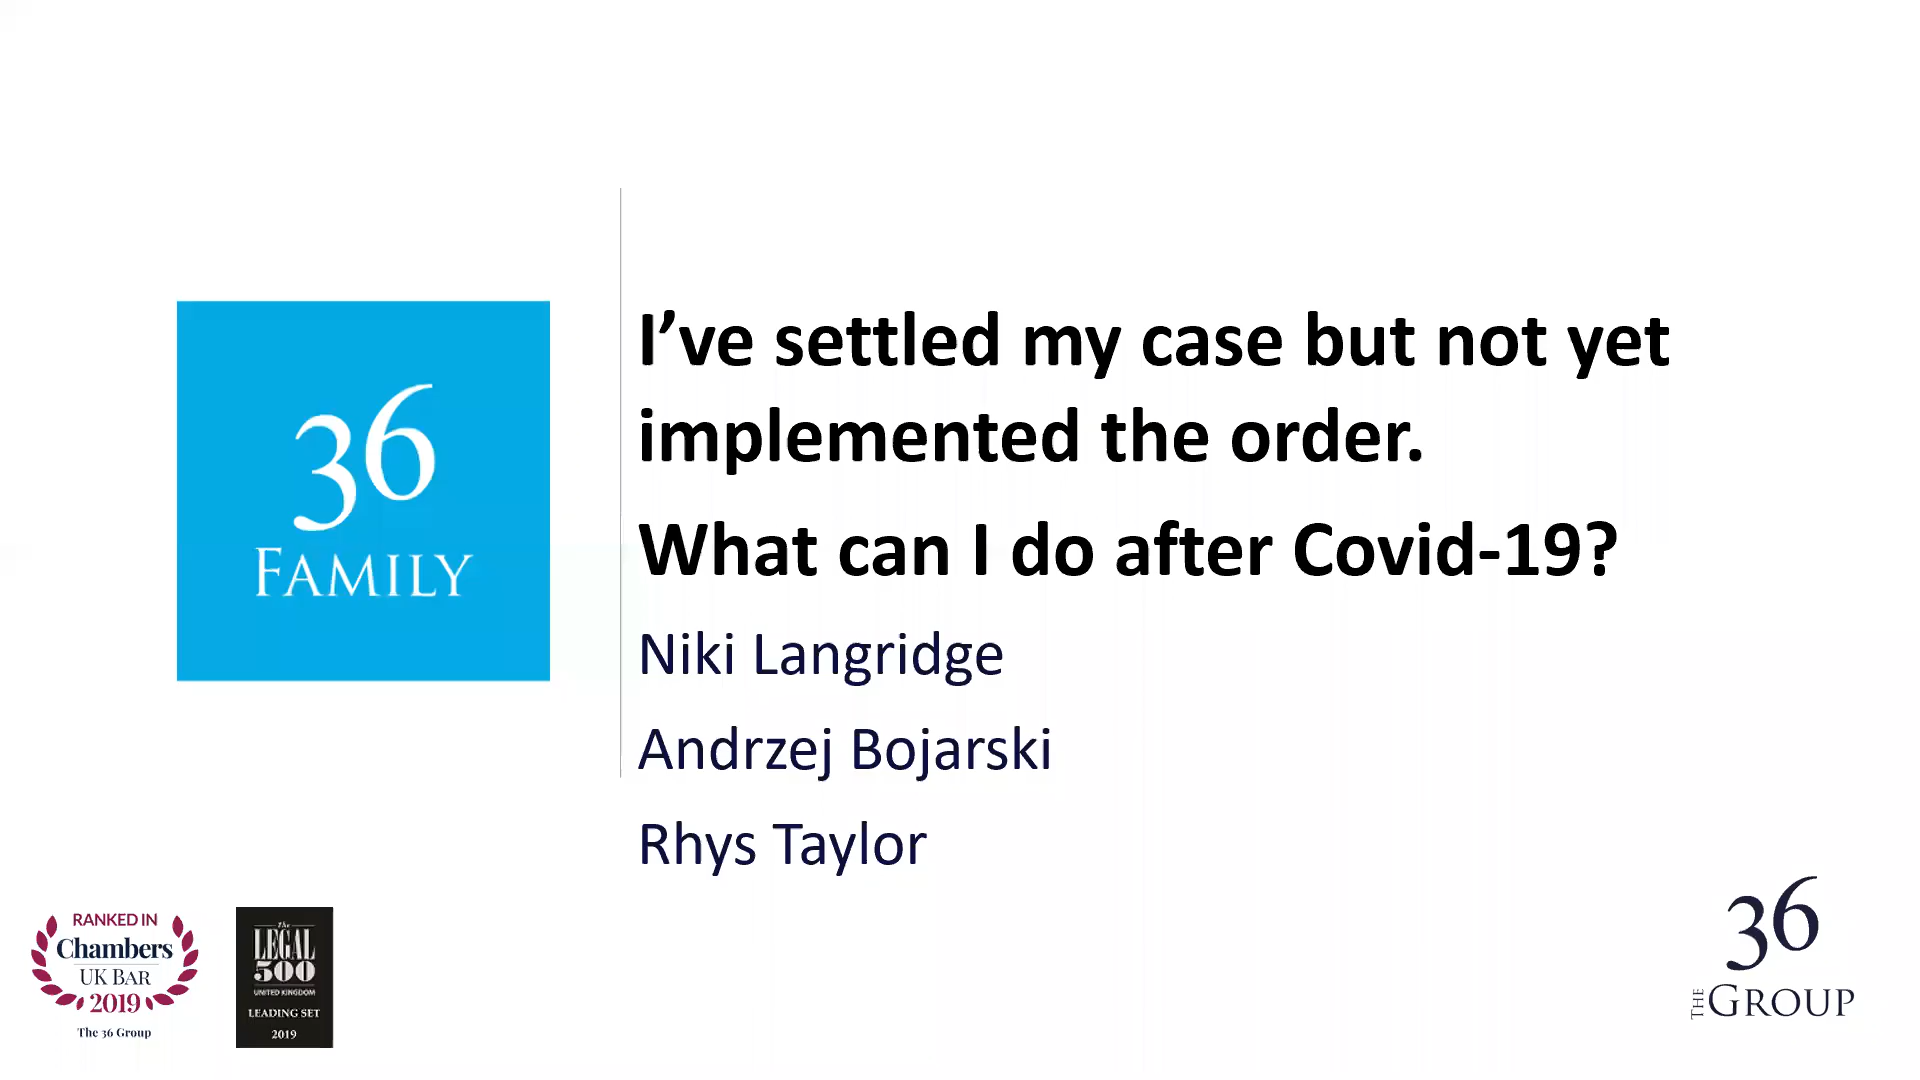 36
FAMILY
I’ve settled my case but not yet
implemented the order.
What can I do after Covid-19?
Niki Langridge
Andrzej Bojarski
Rhys Taylor
RANKED IN
Chambers
UK BAR
2019
The 36 Group
The
LEGAL
500
UNITED KINGDOM
LEADING SET
2019
36
THE GROUP